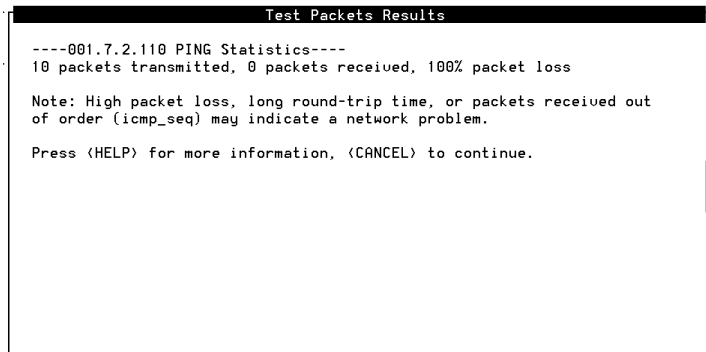 Test Packets Results
----001.7.2.110 PING Statistics----
10 packets transmitted, 0 packets received, 100% packet loss
Note: High packet loss, long round-trip time, or packets received out
of order (icmp_seq) may indicate a network problem.
Press <HELP> for more information, <CANCEL> to continue.